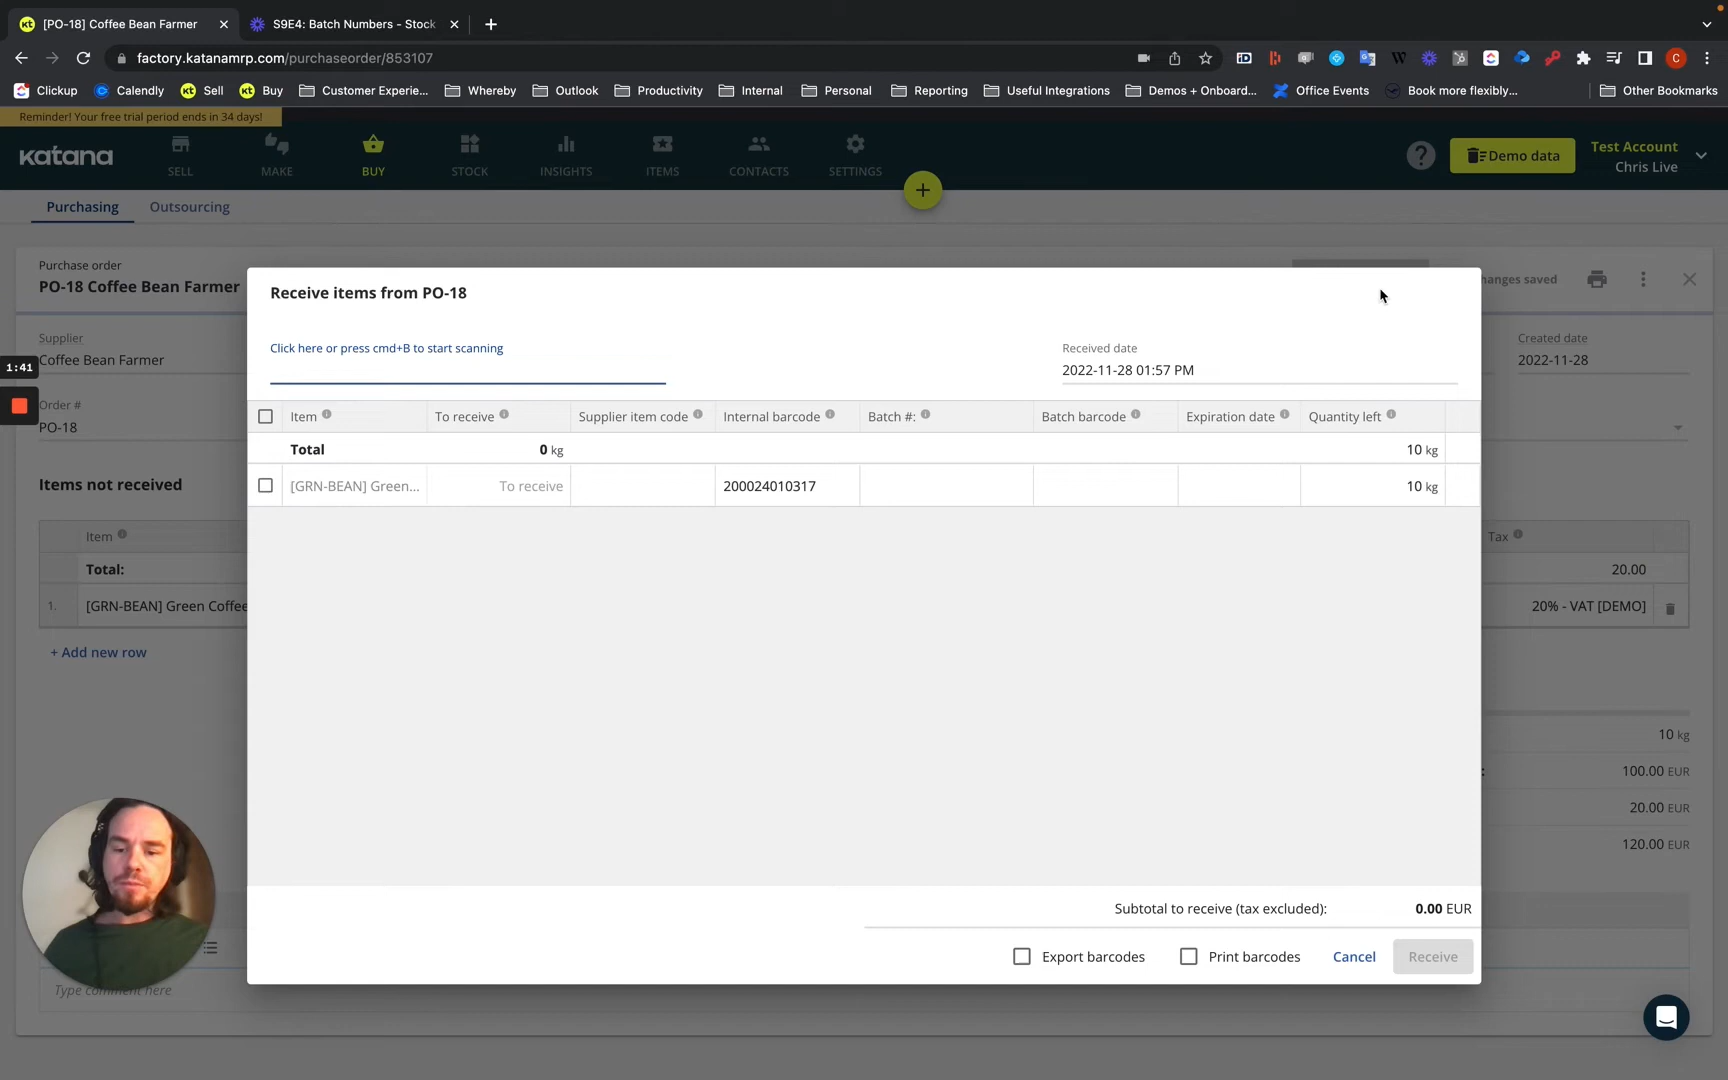 [PO-18] Coffee Bean Farmer
S9E4: Batch Numbers - Stock
factory.katanamrp.com/purchaseorder/853107
Clickup
Calendly
Sell
Buy
Customer Experie...
Whereby
Outlook
Productivity
Internal
Personal
Reporting
Useful Integrations
Demos + Onboard...
Office Events
Book more flexibly...
Other Bookmarks
Reminder! Your free trial period ends in 34 days!
katana
SELL
MAKE
BUY
STOCK
INSIGHTS
ITEMS
CONTACTS
SETTINGS
?
Demo data
Test Account
Chris Live
Purchasing
Outsourcing
Purchase order
PO-18 Coffee Bean Farmer
hanges saved
Supplier
Coffee Bean Farmer
Created date
2022-11-28
1:41
Order #
PO-18
Items not received
Item
Tax
Total:
20.00
1.
[GRN-BEAN] Green Coffee
20% - VAT [DEMO]
+ Add new row
10 kg
100.00 EUR
20.00 EUR
120.00 EUR
Type comment here
Receive items from PO-18
Click here or press cmd+B to start scanning
Received date
2022-11-28 01:57 PM
Item
To receive
Supplier item code
Internal barcode
Batch #:
Batch barcode
Expiration date
Quantity left
Total
0 kg
10 kg
[GRN-BEAN] Green...
To receive
200024010317
10 kg
Subtotal to receive (tax excluded):
0.00 EUR
Export barcodes
Print barcodes
Cancel
Receive